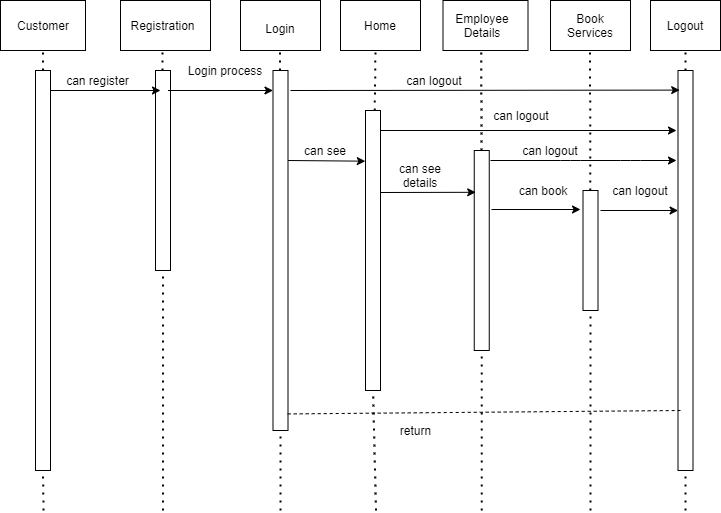 Customer
Registration
Login
Home
Employee
Details
Book
Services
Logout
can register
Login process
can logout
can logout
can see
can logout
can see
details
can book
can logout
return